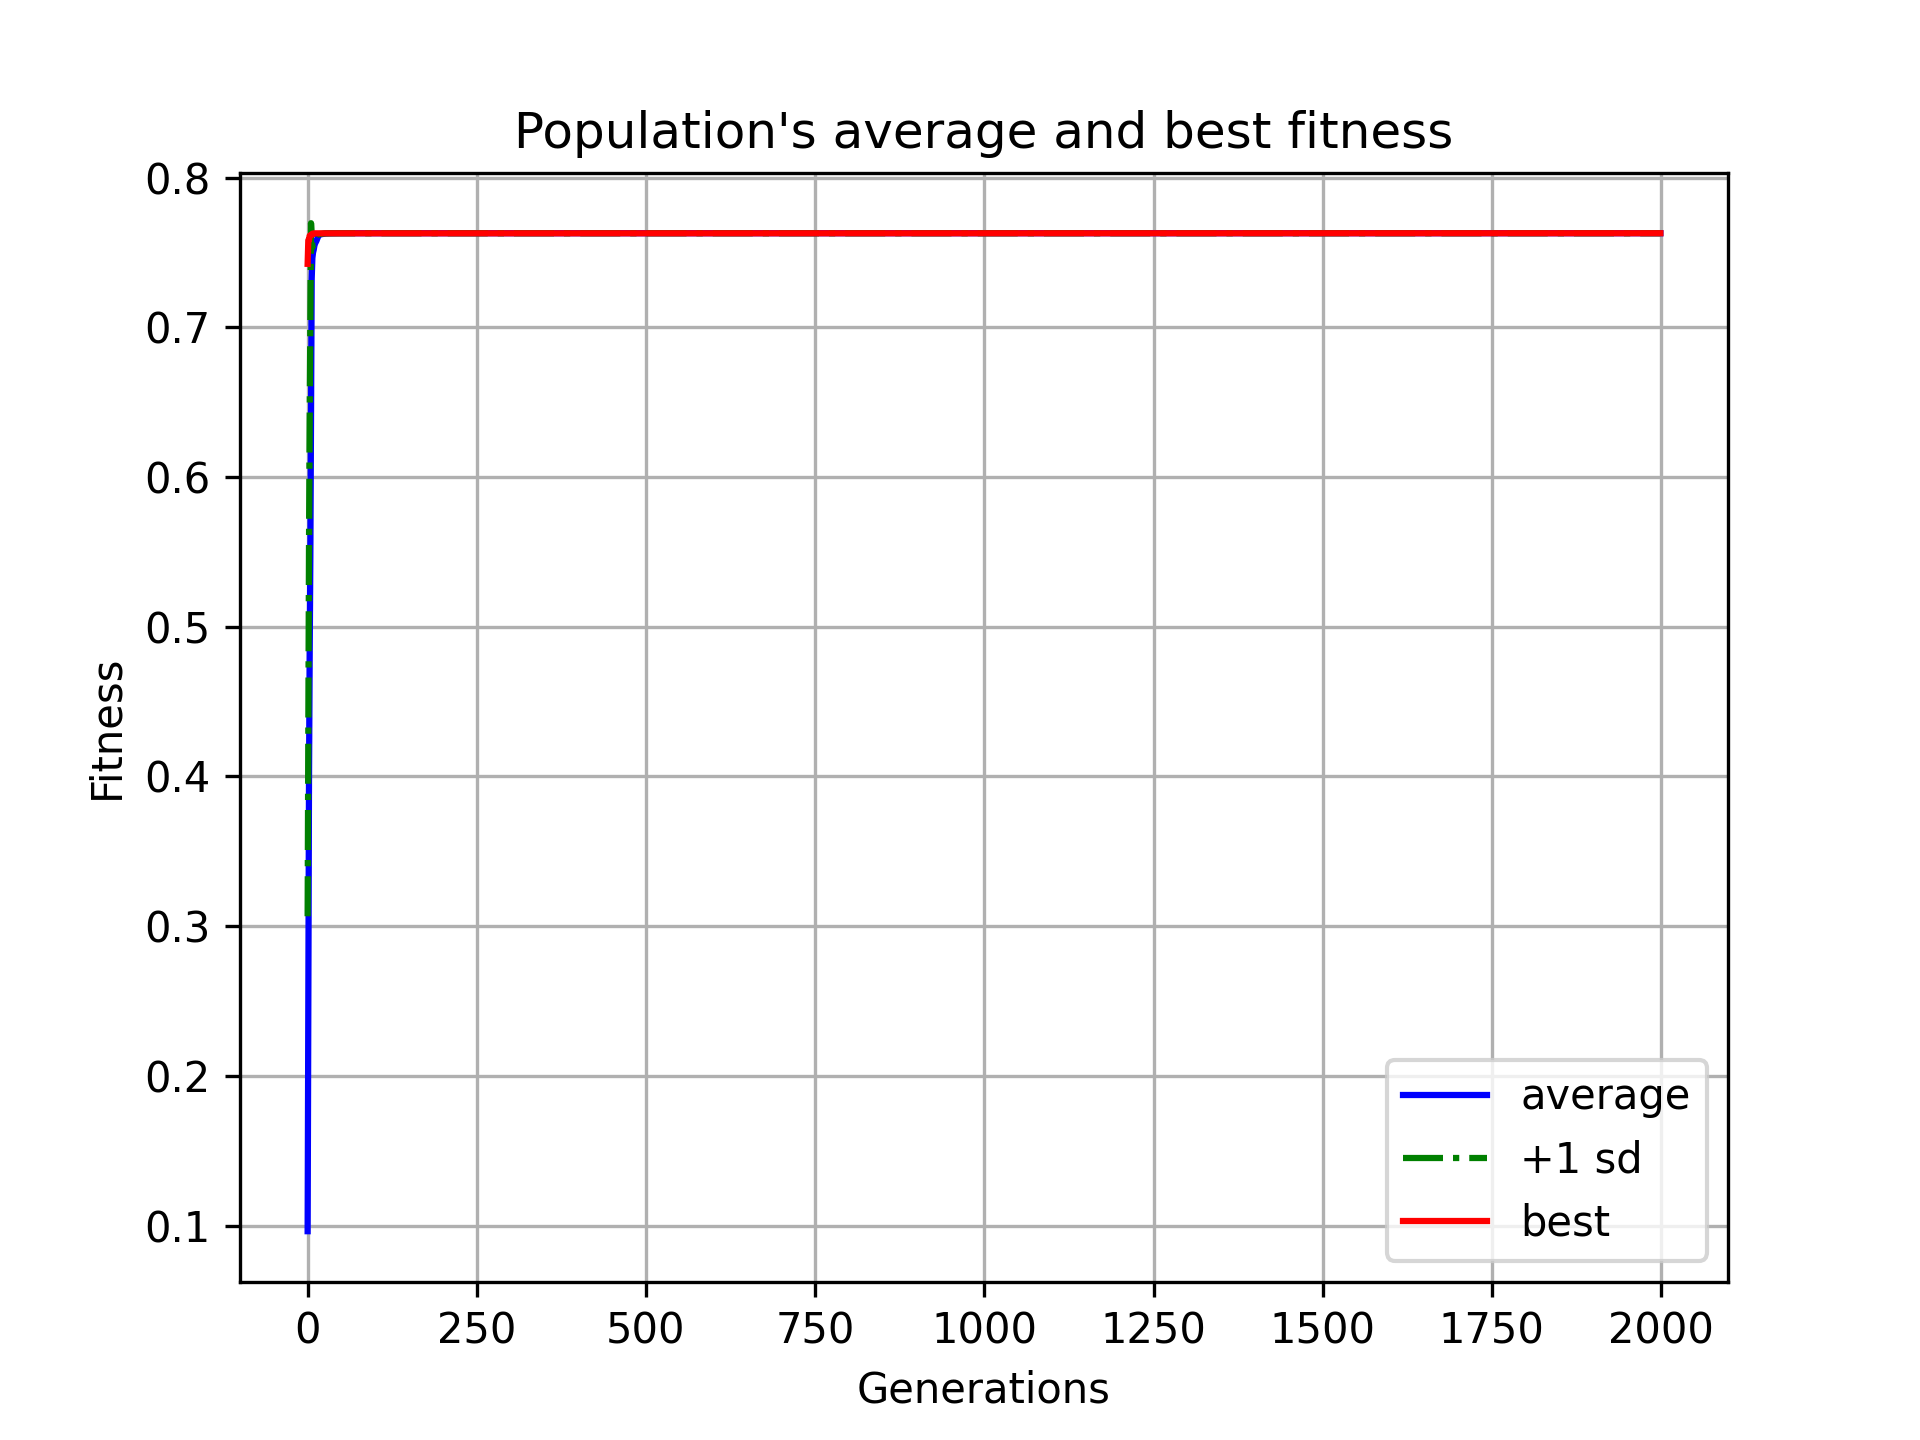 Population's average and best fitness
0.8
0.7
0.6
0.5
0.4
0.3
0.2
0.1
Fitness
average
+1 sd
best
0 250 500 750 1000 1250 1500 1750 2000
Generations